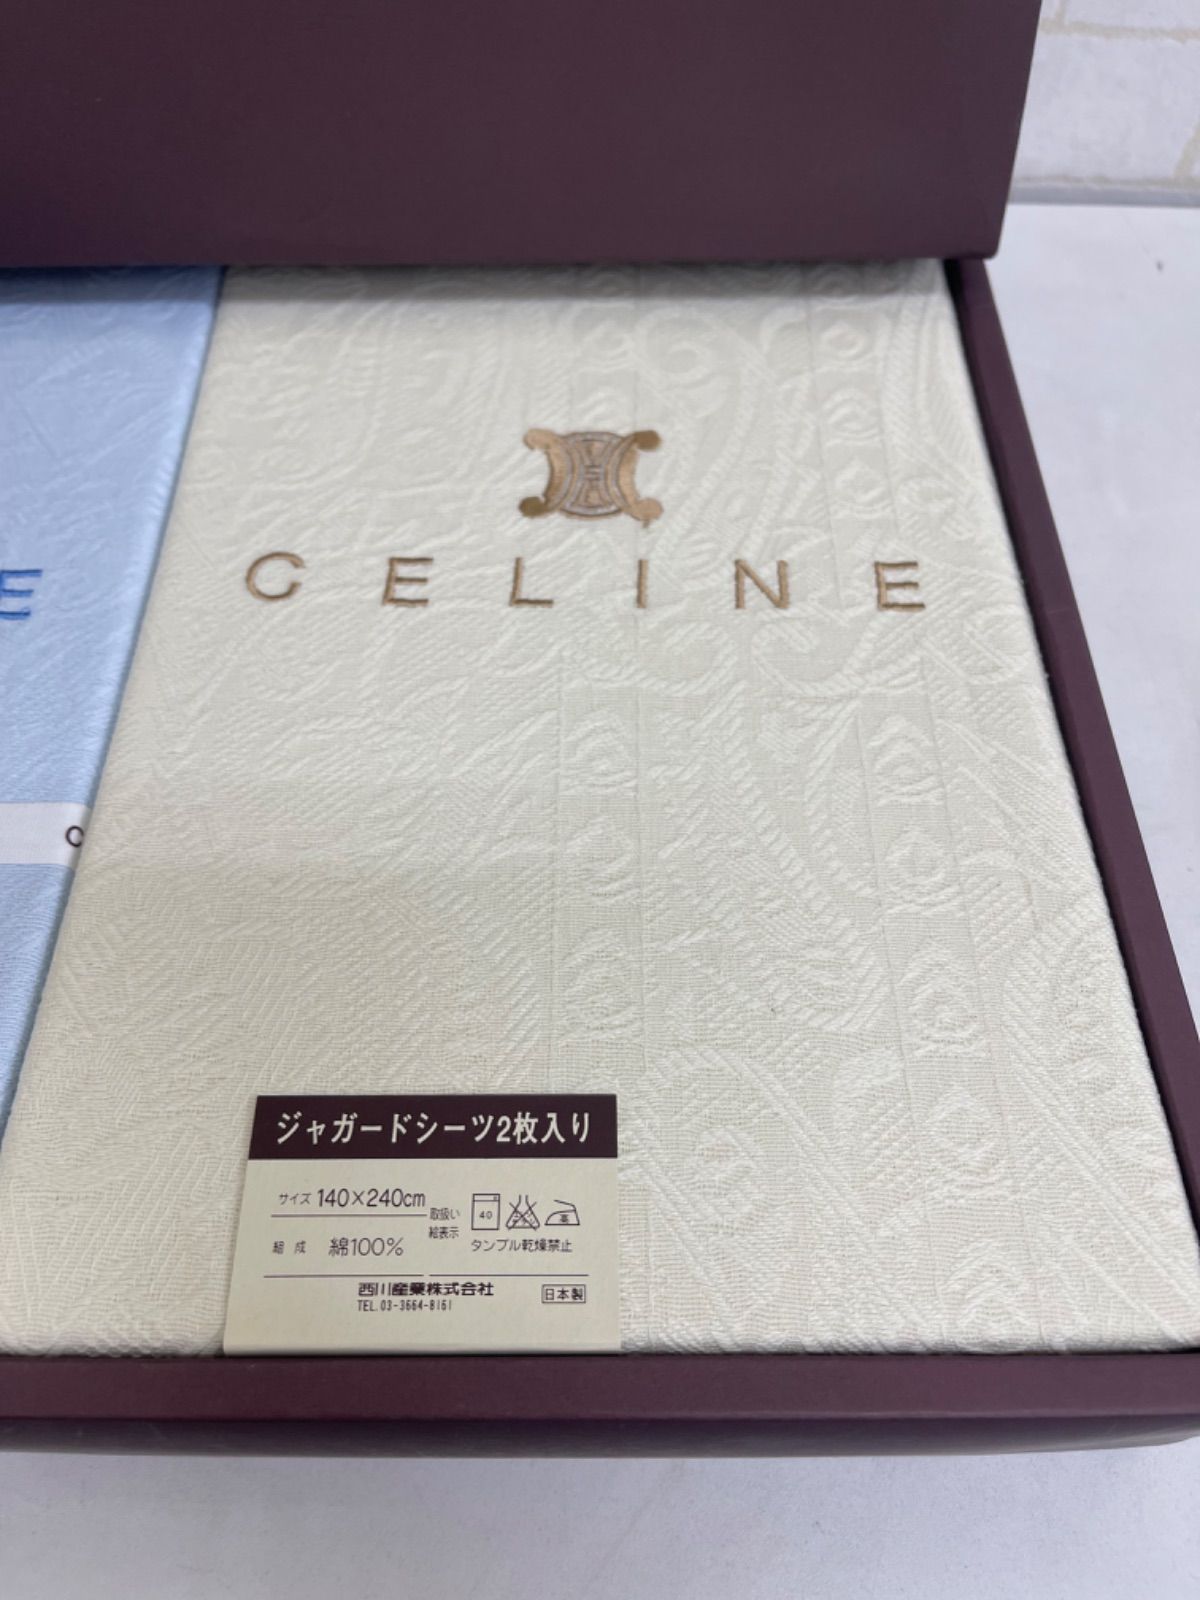 CELINE
E
C
ジャガードシーツ2枚入り
サイズ 140×240cm
組成 綿100%
取扱い
絵表示
40
高
タンブル乾燥禁止
西川産業株式会社
TEL.03-3664-8161
日本製